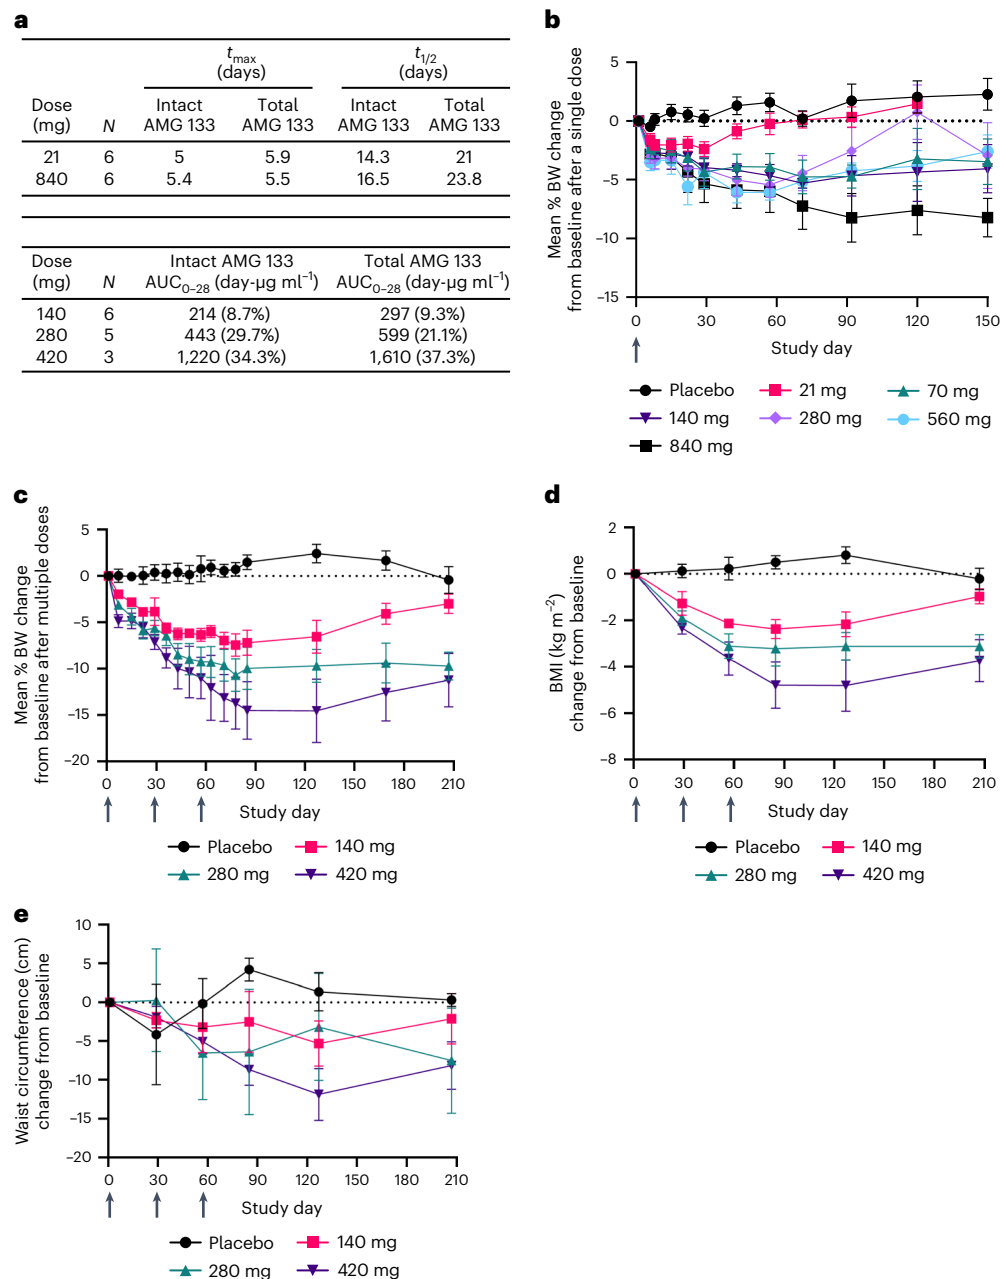 a
t_max (days)
t_1/2 (days)
Dose (mg)
N
Intact AMG 133
Total AMG 133
Intact AMG 133
Total AMG 133
21 6 5 5.9 14.3 21
840 6 5.4 5.5 16.5 23.8
Dose (mg)
N
Intact AMG 133 AUC0–28 (day-µg ml−1)
Total AMG 133 AUC0–28 (day-µg ml−1)
140 6 214 (8.7%) 297 (9.3%)
280 5 443 (29.7%) 599 (21.1%)
420 3 1,220 (34.3%) 1,610 (37.3%)
b
Mean % BW change
from baseline after a single dose
5
0
−5
−10
−15
0 30 60 90 120 150
Study day
Placebo 21 mg 70 mg
140 mg 280 mg 560 mg
840 mg
c
Mean % BW change
from baseline after multiple doses
5
0
−5
−10
−15
−20
0 30 60 90 120 150 180 210
Study day
Placebo 140 mg
280 mg 420 mg
d
BMI (kg m−2)
change from baseline
2
0
−2
−4
−6
−8
0 30 60 90 120 150 180 210
Study day
Placebo 140 mg
280 mg 420 mg
e
Waist circumference (cm)
change from baseline
10
5
0
−5
−10
−15
−20
0 30 60 90 120 150 180 210
Study day
Placebo 140 mg
280 mg 420 mg